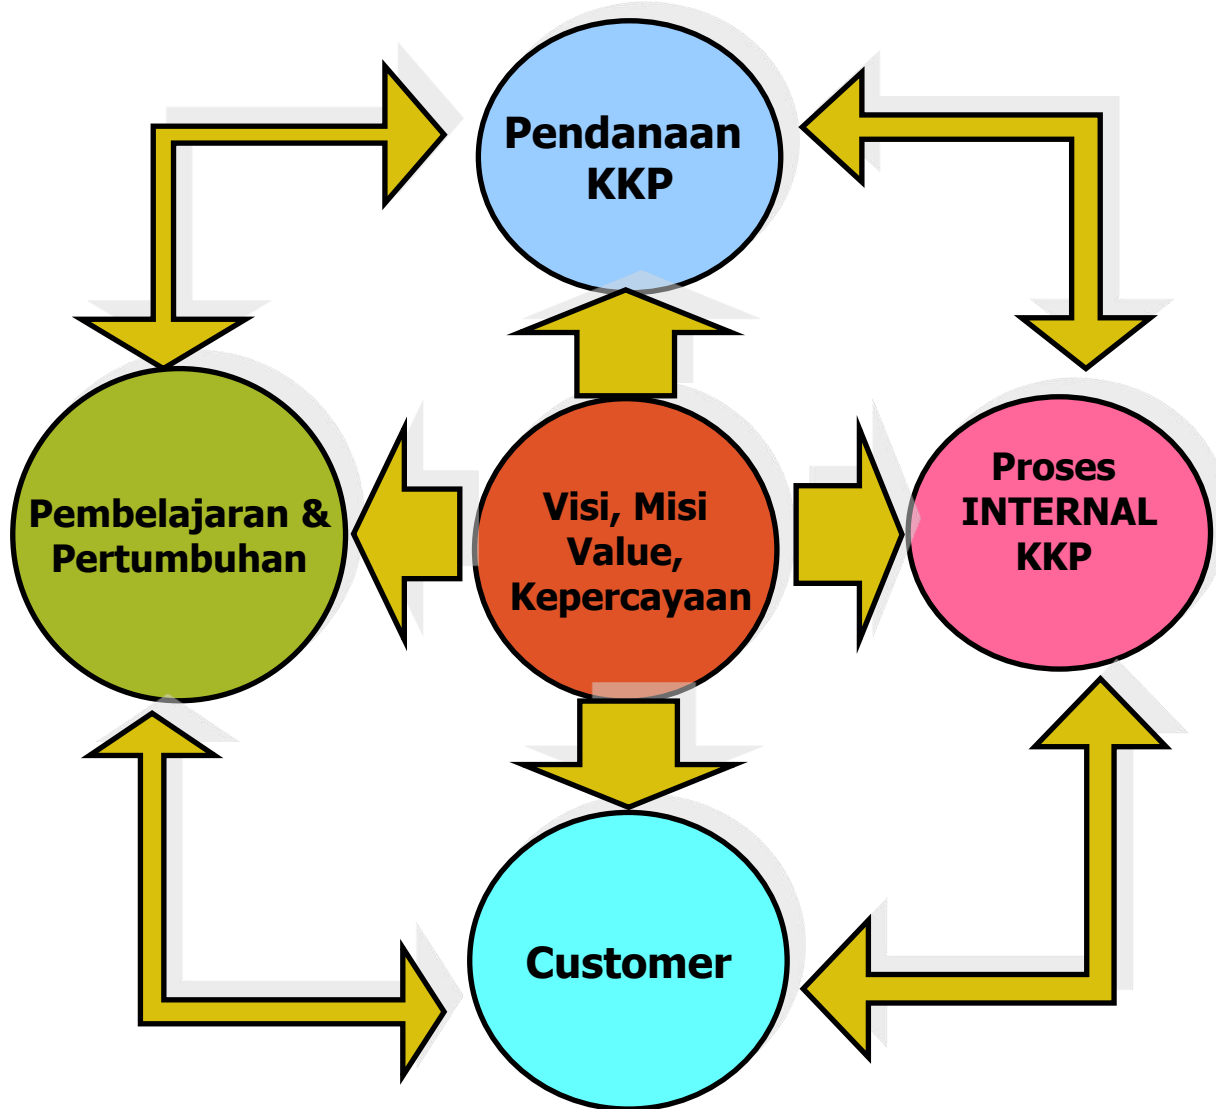 Pendanaan
KKP
Pembelajaran &
Pertumbuhan
Visi, Misi
Value,
Kepercayaan
Proses
INTERNAL
KKP
Customer